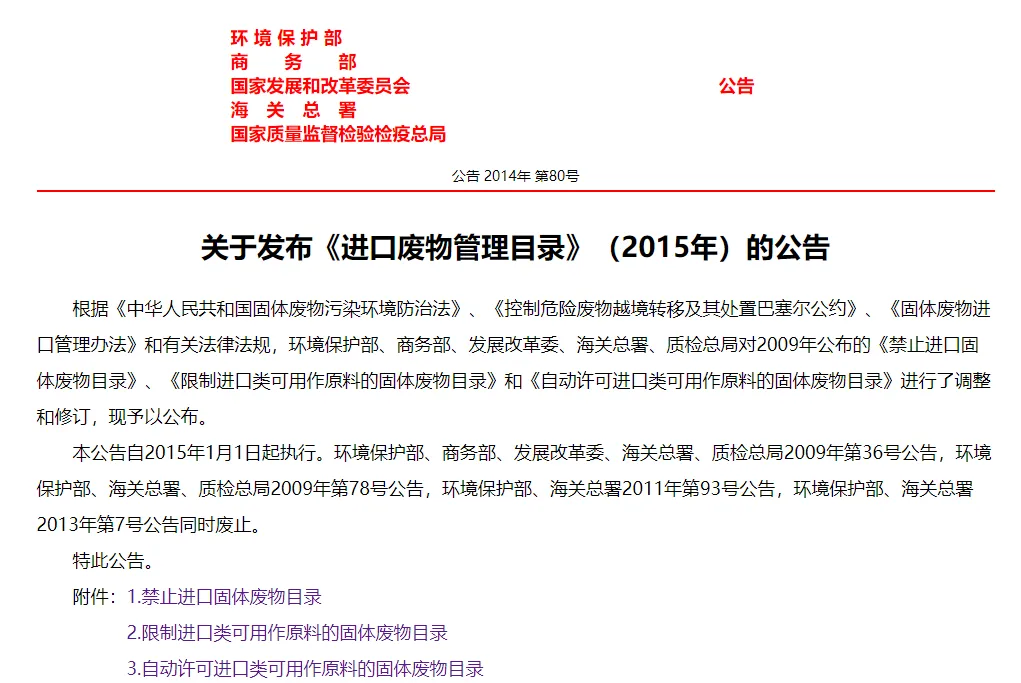 环 境 保 护 部
商 务 部
国家发展和改革委员会
公告
海 关 总 署
国家质量监督检验检疫总局
公告 2014年 第80号
关于发布《进口废物管理目录》（2015年）的公告
根据《中华人民共和国固体废物污染环境防治法》、《控制危险废物越境转移及其处置巴塞尔公约》、《固体废物进
口管理办法》和有关法律法规，环境保护部、商务部、发展改革委、海关总署、质检总局对2009年公布的《禁止进口固
体废物目录》、《限制进口类可用作原料的固体废物目录》和《自动许可进口类可用作原料的固体废物目录》进行了调整
和修订，现予以公布。
本公告自2015年1月1日起执行。环境保护部、商务部、发展改革委、海关总署、质检总局2009年第36号公告，环境
保护部、海关总署、质检总局2009年第78号公告，环境保护部、海关总署2011年第93号公告，环境保护部、海关总署
2013年第7号公告同时废止。
特此公告。
附件：1.禁止进口固体废物目录
2.限制进口类可用作原料的固体废物目录
3.自动许可进口类可用作原料的固体废物目录